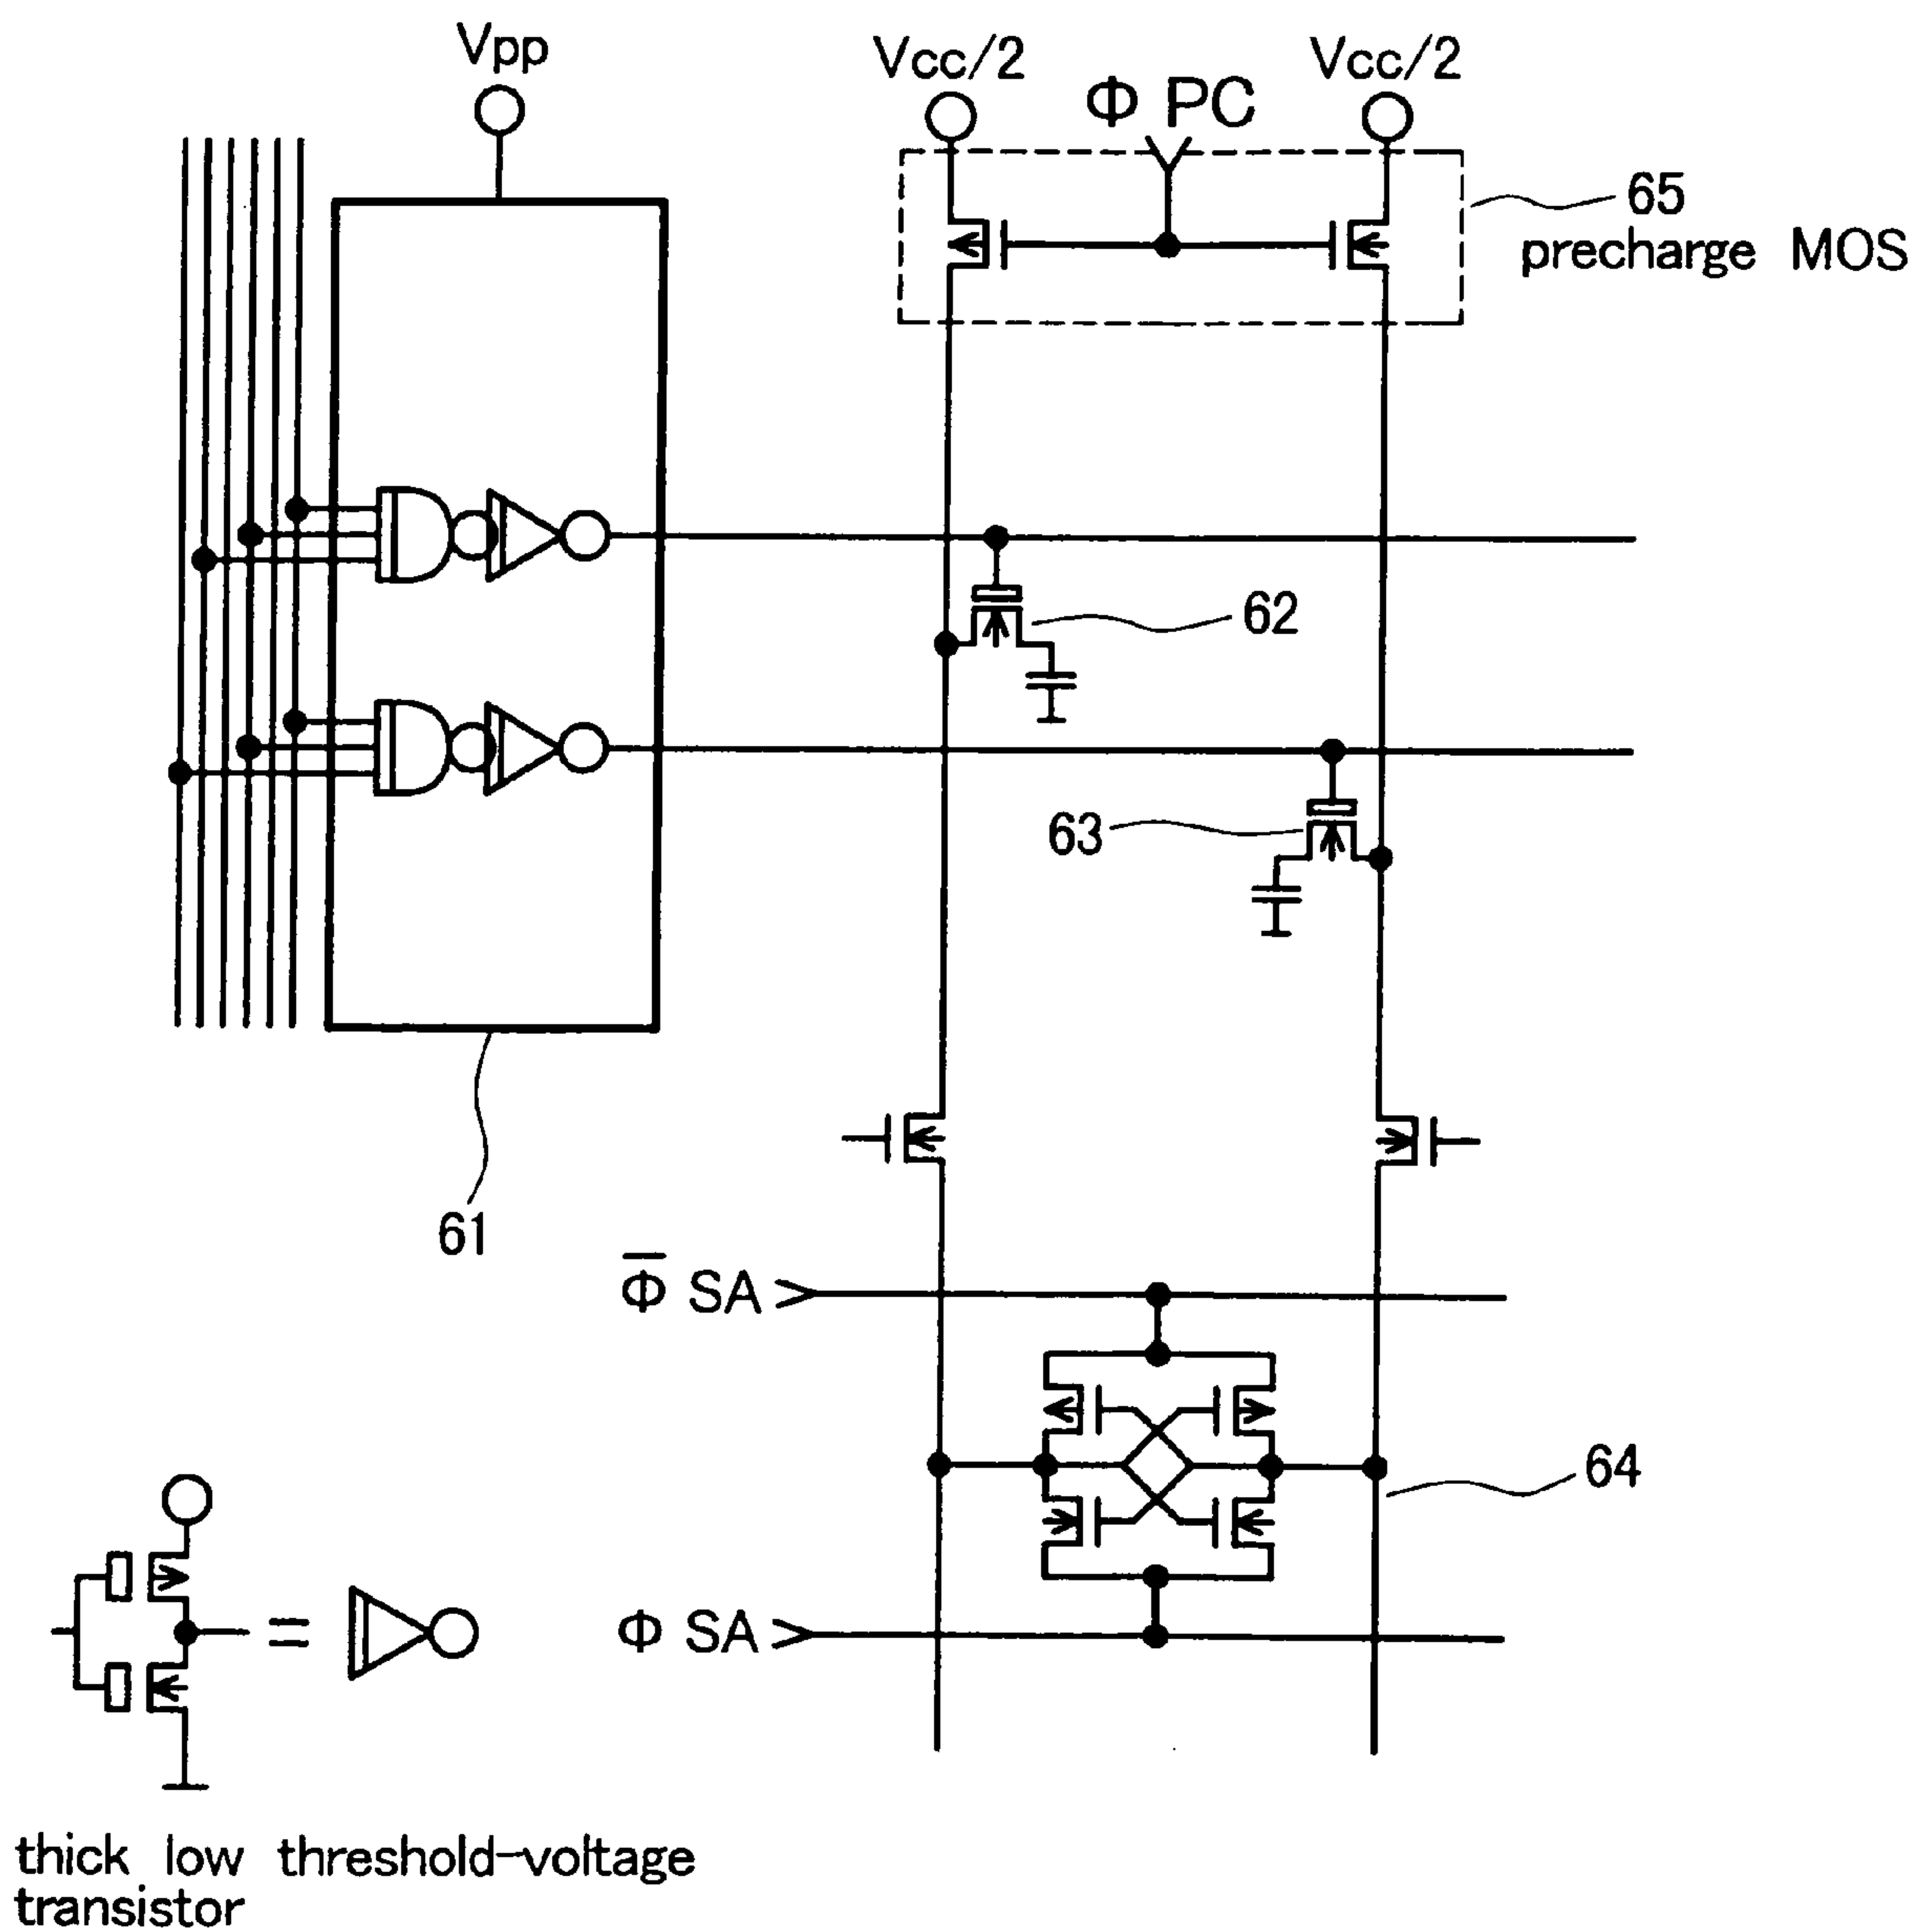 Vpp
Vcc/2
Φ PC
Vcc/2
65
precharge MOS
62
63
61
Φ̅ SA
64
=
Φ SA
thick low threshold-voltage
transistor